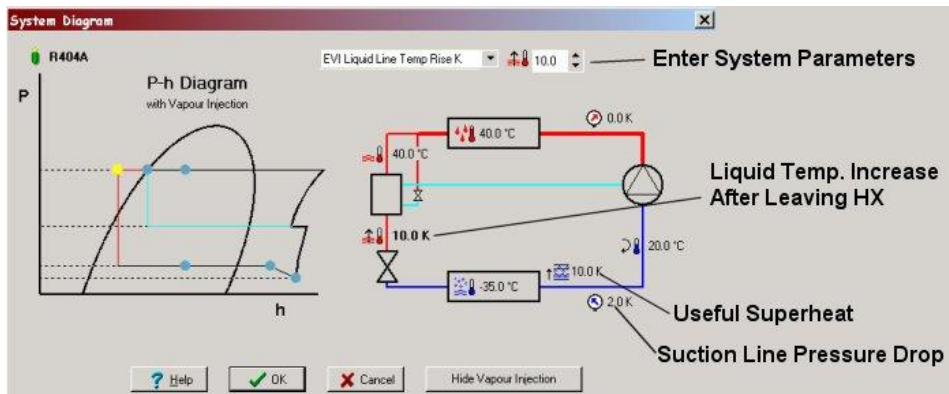 System Diagram
R404A
EVI Liquid Line Temp Rise K
10.0
Enter System Parameters
P-h Diagram
with Vapour Injection
P
h
40.0 °C
0.0 K
40.0 °C
Liquid Temp. Increase
After Leaving HX
10.0 K
20.0 °C
-35.0 °C
10.0 K
2.0 K
Useful Superheat
Suction Line Pressure Drop
? Help
OK
Cancel
Hide Vapour Injection